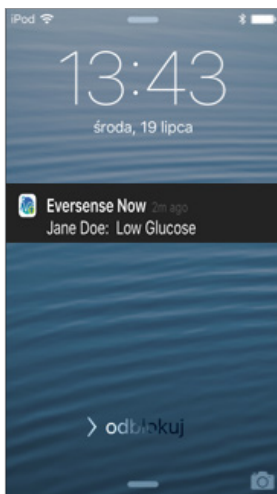 iPod
13:43
środa, 19 lipca
Eversense Now 2m ago
Jane Doe: Low Glucose
odblokuj